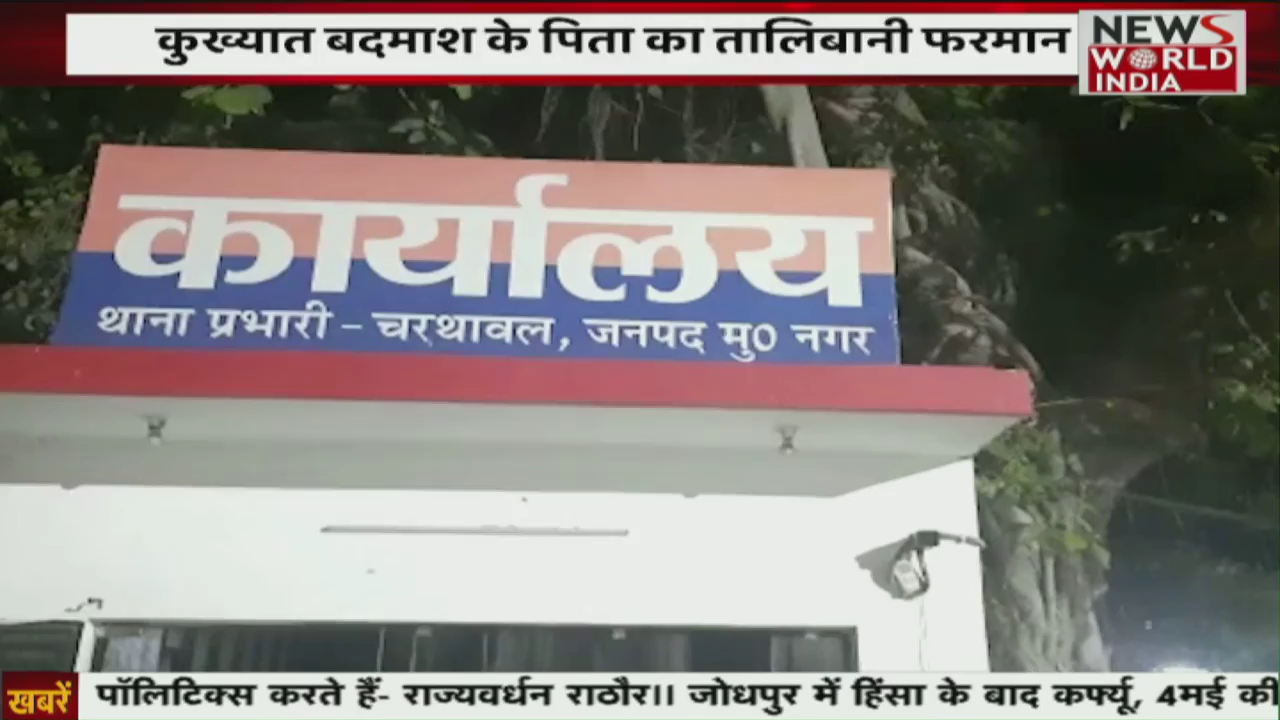 कुख्यात बदमाश के पिता का तालिबानी फरमान
NEWS
WORLD
INDIA
कार्यालय
थाना प्रभारी - चरथावल, जनपद मु0 नगर
खबरें
पॉलिटिक्स करते हैं- राज्यवर्धन राठौर।। जोधपुर में हिंसा के बाद कर्फ्यू, 4मई की